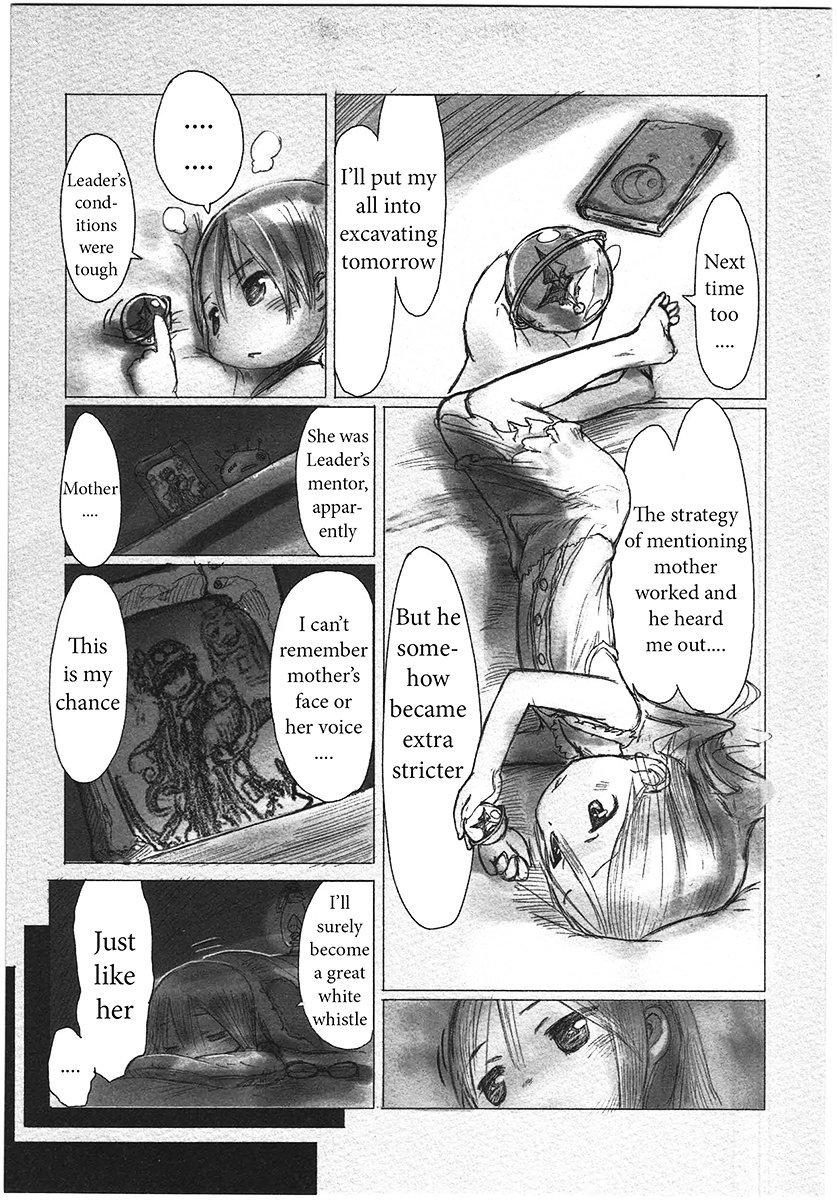 Next
time
too
....
I'll put my
all into
excavating
tomorrow
....
....
Leader's
cond-
itions
were
tough
The strategy
of mentioning
mother
worked and
he heard
me out....
But he
some-
how
became
extra
stricter
She was
Leader's
mentor,
appar-
ently
Mother
....
I can't
remember
mother's
face or
her voice
....
This
is my
chance
I'll
surely
become
a great
white
whistle
Just
like
her
....